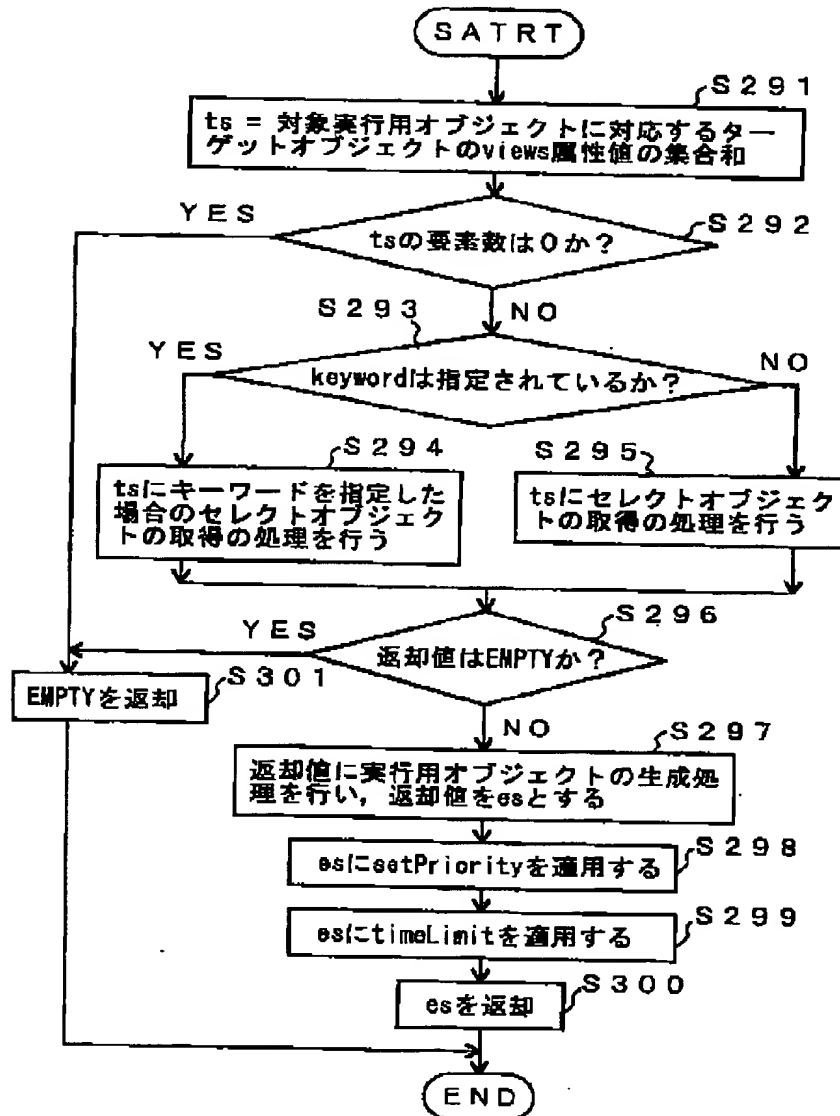 SATRT
S291
ts = 対象実行用オブジェクトに対応するター
ゲットオブジェクトのviews属性値の集合和
YES
S292
tsの要素数は0か？
S293
NO
YES
NO
keywordは指定されているか？
S294
S295
tsにキーワードを指定した
場合のセレクトオブジェク
トの取得の処理を行う
tsにセレクトオブジェク
トの取得の処理を行う
S296
YES
返却値はEMPTYか？
S301
EMPTYを返却
NO
S297
返却値に実行用オブジェクトの生成処
理を行い，返却値をesとする
S298
esにsetPriorityを適用する
S299
esにtimeLimitを適用する
S300
esを返却
END